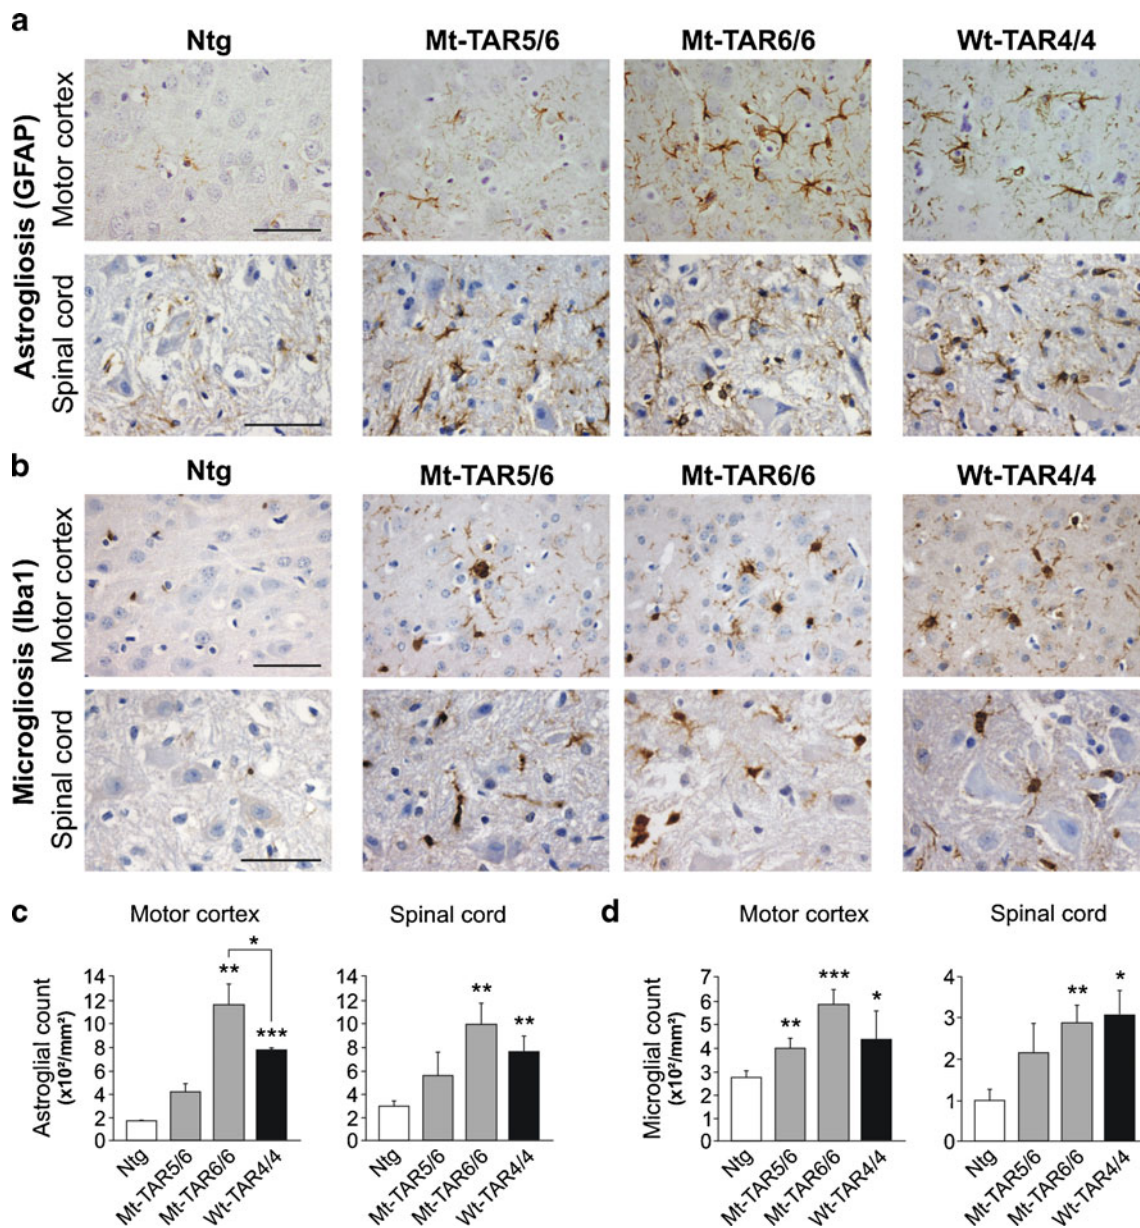 a
Ntg Mt-TAR5/6 Mt-TAR6/6 Wt-TAR4/4
Astrogliosis (GFAP)
Motor cortex
Spinal cord
b
Ntg Mt-TAR5/6 Mt-TAR6/6 Wt-TAR4/4
Microgliosis (Iba1)
Motor cortex
Spinal cord
c
Motor cortex
Astroglial count
(x10²/mm²)
14
12
10
8
6
4
2
0
*
**
***
Ntg
Mt-TAR5/6
Mt-TAR6/6
Wt-TAR4/4
Spinal cord
14
12
10
8
6
4
2
0
**
**
Ntg
Mt-TAR5/6
Mt-TAR6/6
Wt-TAR4/4
d
Motor cortex
Microglial count
(x10²/mm²)
7
6
5
4
3
2
1
0
**
***
*
Ntg
Mt-TAR5/6
Mt-TAR6/6
Wt-TAR4/4
Spinal cord
4
3
2
1
0
**
*
Ntg
Mt-TAR5/6
Mt-TAR6/6
Wt-TAR4/4